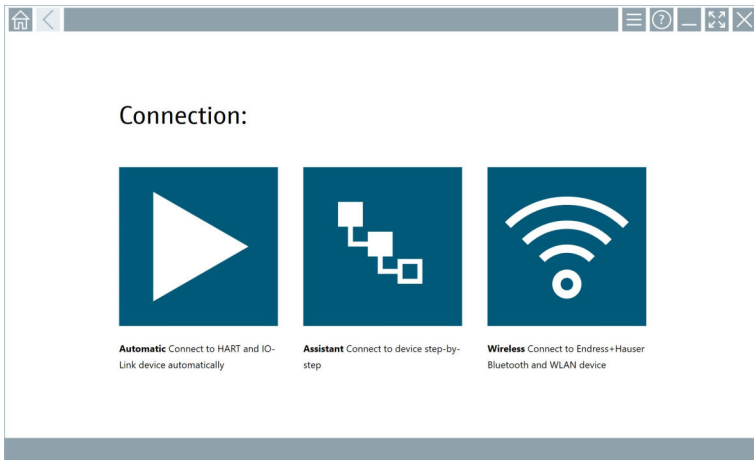 Connection:
Automatic Connect to HART and IO-
Link device automatically
Assistant Connect to device step-by-
step
Wireless Connect to Endress+Hauser
Bluetooth and WLAN device